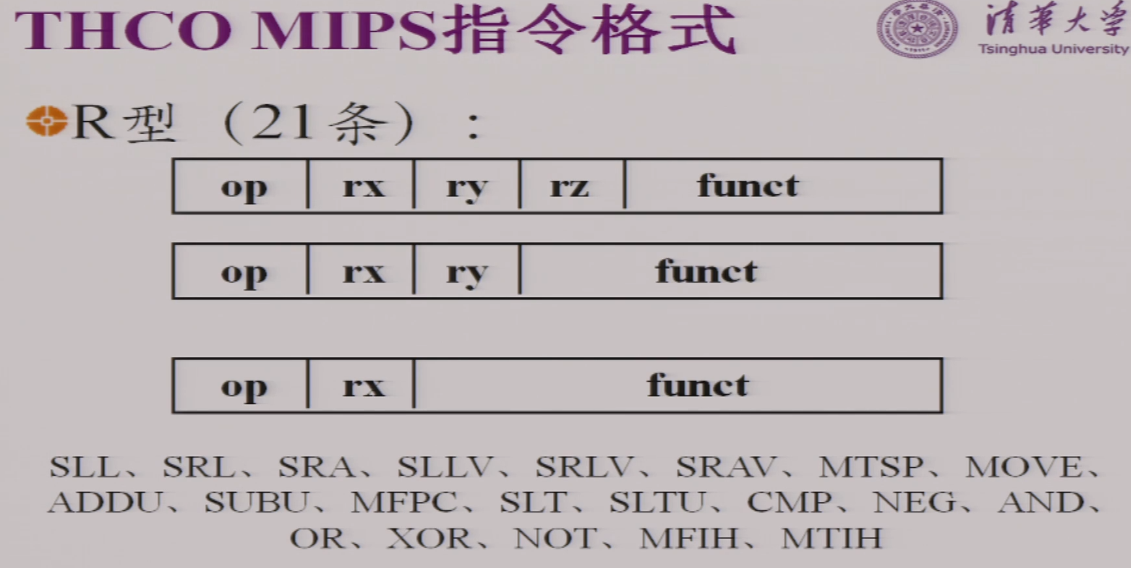 THCO MIPS指令格式
清华大学
Tsinghua University
R型（21条）：
op rx ry rz funct
op rx ry funct
op rx funct
SLL、SRL、SRA、SLLV、SRLV、SRAV、MTSP、MOVE、
ADDU、SUBU、MFPC、SLT、SLTU、CMP、NEG、AND、
OR、XOR、NOT、MFIH、MTIH